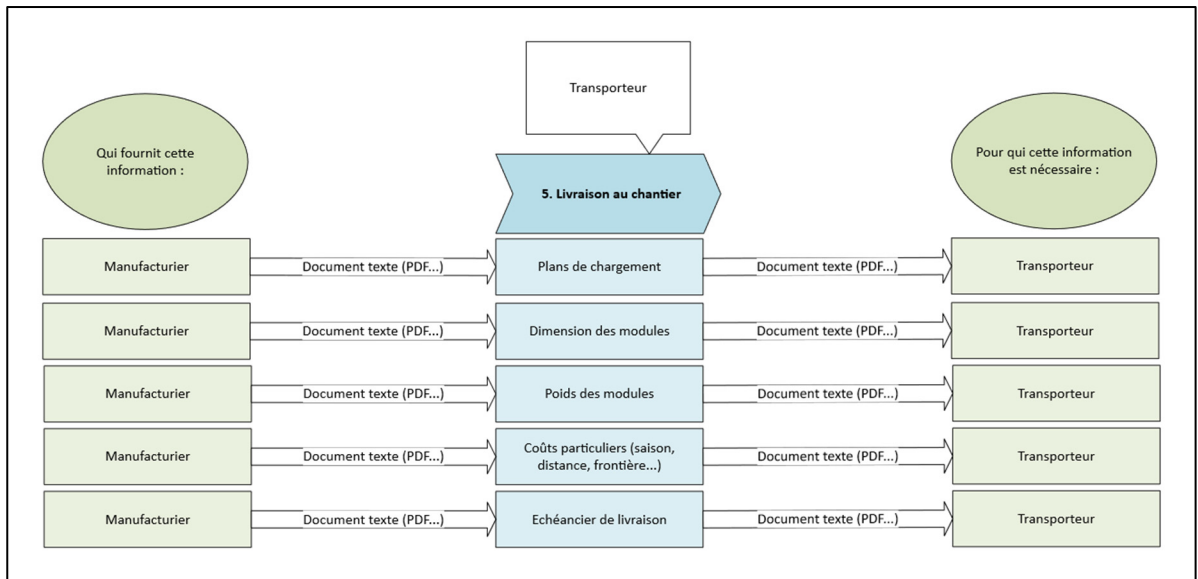 Transporteur
Qui fournit cette
information :
5. Livraison au chantier
Pour qui cette information
est nécessaire :
Manufacturier
Document texte (PDF...)
Plans de chargement
Document texte (PDF...)
Transporteur
Manufacturier
Document texte (PDF...)
Dimension des modules
Document texte (PDF...)
Transporteur
Manufacturier
Document texte (PDF...)
Poids des modules
Document texte (PDF...)
Transporteur
Manufacturier
Document texte (PDF...)
Coûts particuliers (saison,
distance, frontière...)
Document texte (PDF...)
Transporteur
Manufacturier
Document texte (PDF...)
Echéancier de livraison
Document texte (PDF...)
Transporteur